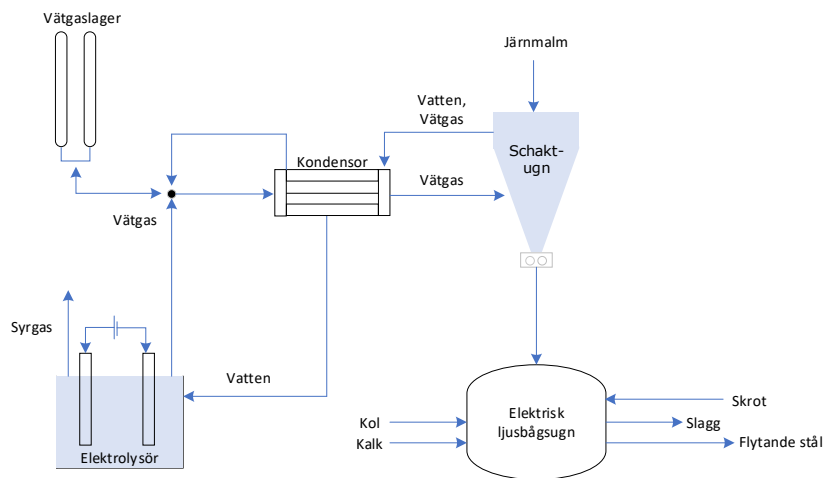 Vätgaslager
Järnmalm
Vatten,
Vätgas
Kondensor
Schakt-
ugn
Vätgas
Vätgas
Syrgas
Vatten
Elektrolysör
Kol
Kalk
Elektrisk
ljusbågsugn
Skrot
Slagg
Flytande stål